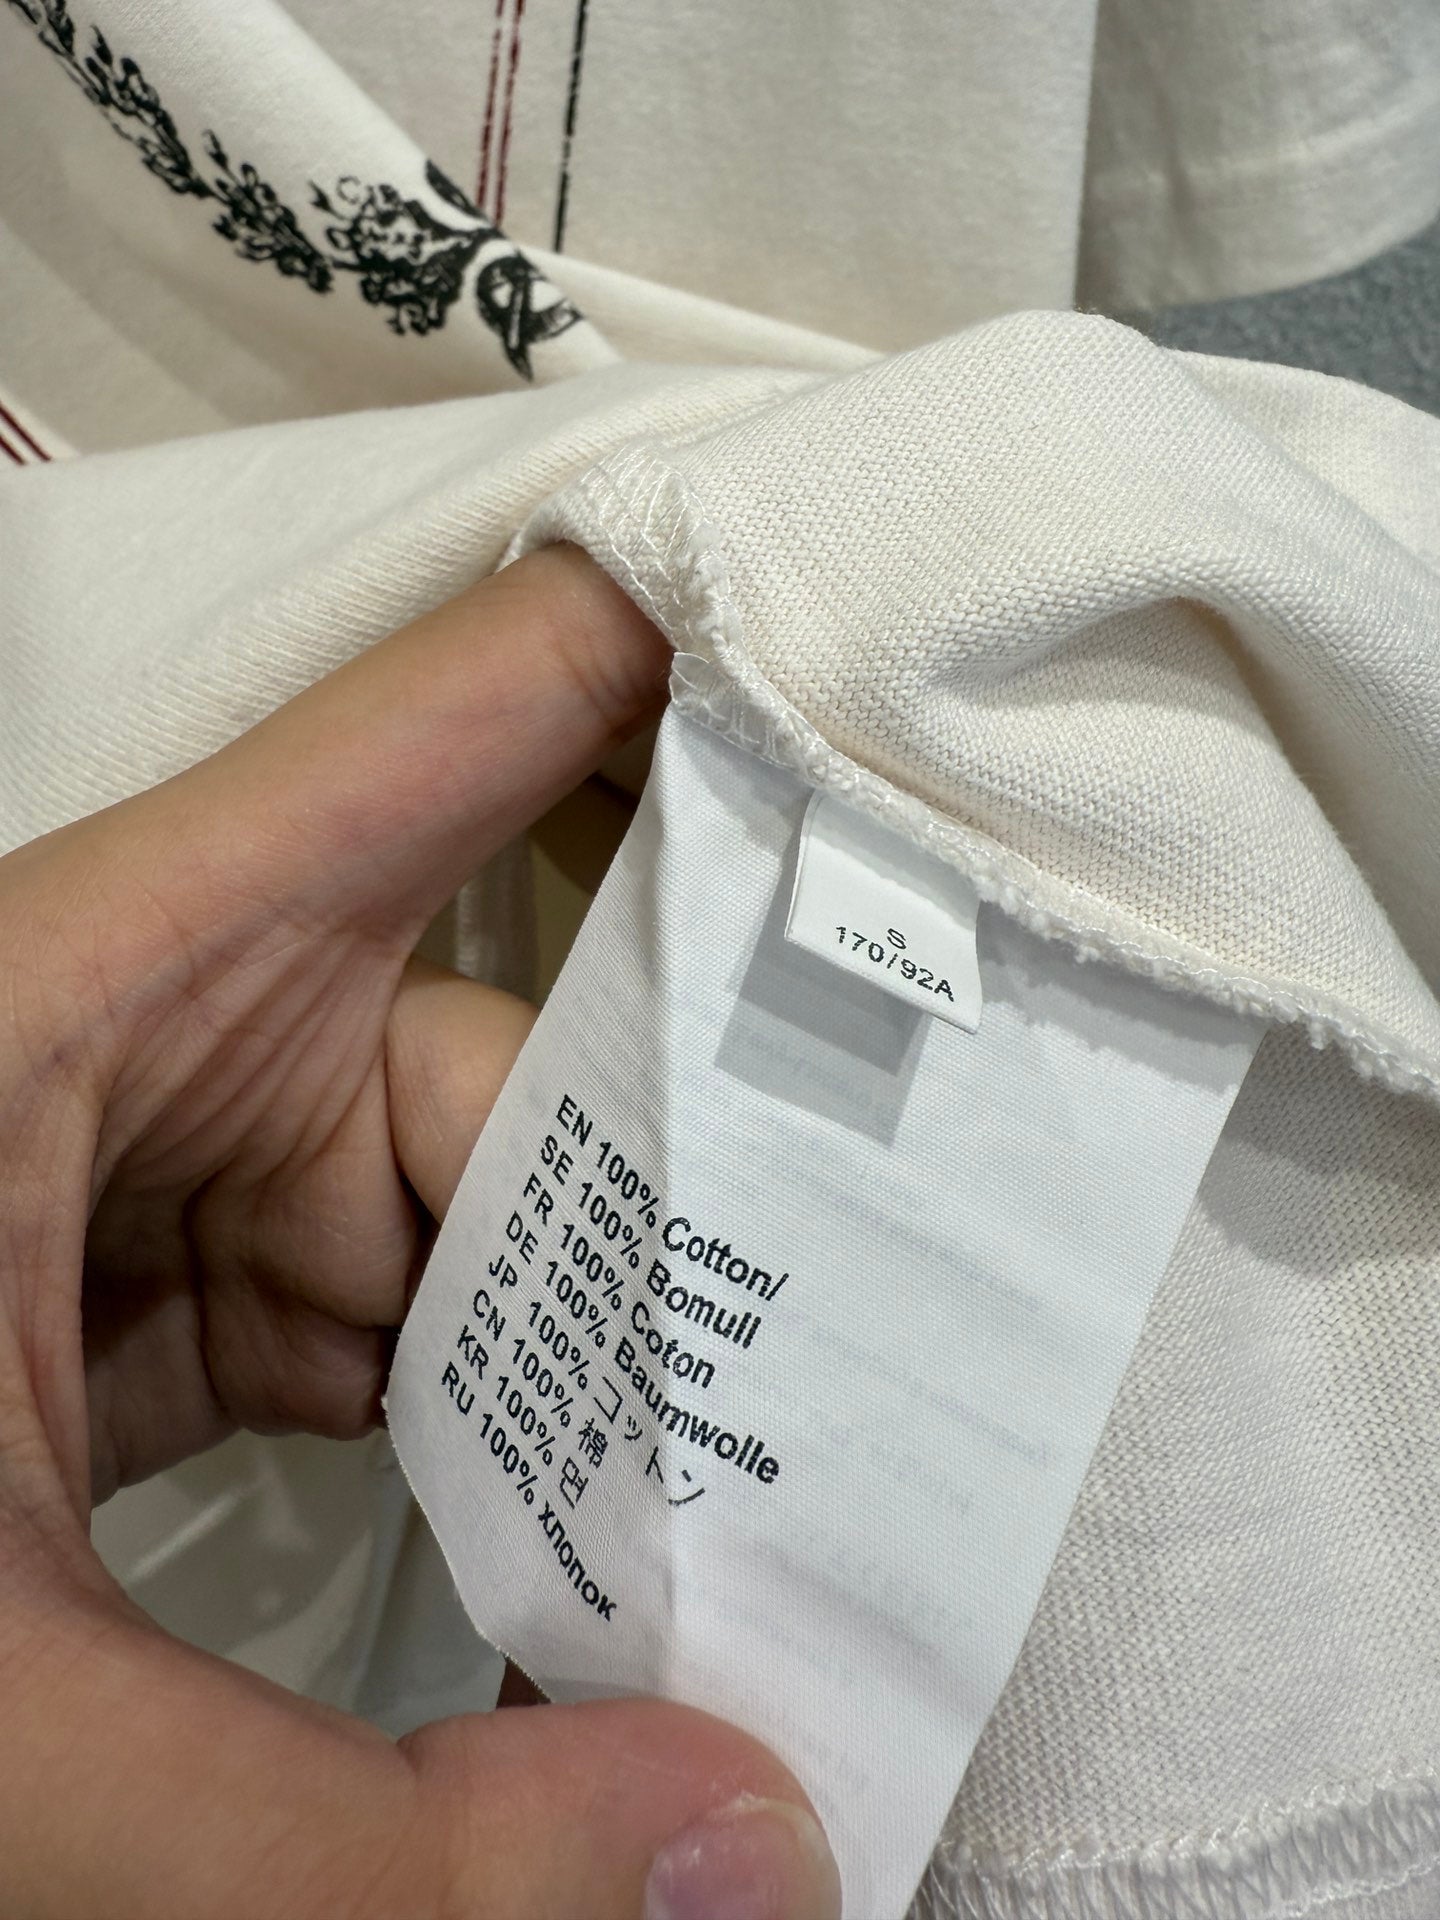 S
170/92A
EN 100% Cotton/
SE 100% Bomull
FR 100% Coton
DE 100% Baumwolle
JP 100% コットン
CN 100% 棉
KR 100% 면
RU 100% хлопок